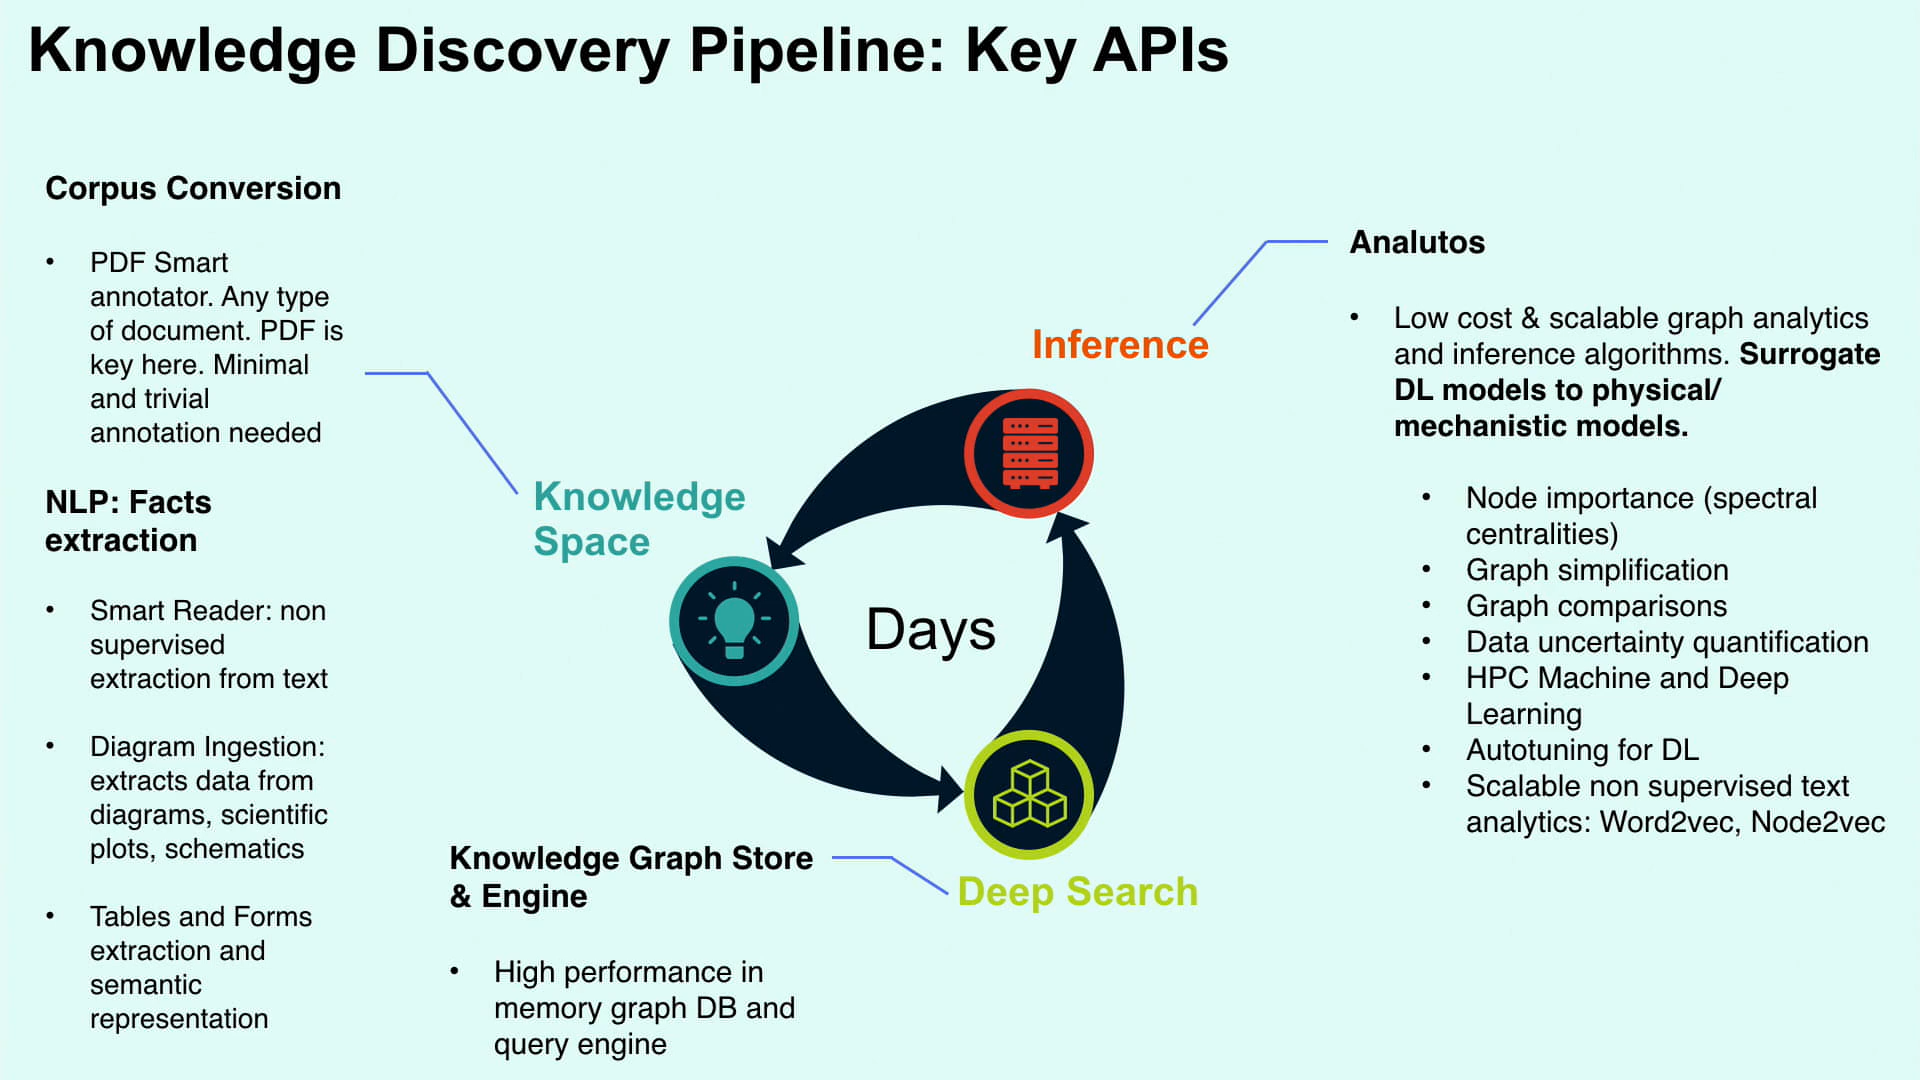 Knowledge Discovery Pipeline: Key APIs
Corpus Conversion
• PDF Smart
annotator. Any type
of document. PDF is
key here. Minimal
and trivial
annotation needed
NLP: Facts
extraction
• Smart Reader: non
supervised
extraction from text
• Diagram Ingestion:
extracts data from
diagrams, scientific
plots, schematics
• Tables and Forms
extraction and
semantic
representation
Knowledge
Space
Inference
Days
Deep Search
Knowledge Graph Store
& Engine
• High performance in
memory graph DB and
query engine
Analutos
• Low cost & scalable graph analytics
and inference algorithms. Surrogate
DL models to physical/
mechanistic models.
• Node importance (spectral
centralities)
• Graph simplification
• Graph comparisons
• Data uncertainty quantification
• HPC Machine and Deep
Learning
• Autotuning for DL
• Scalable non supervised text
analytics: Word2vec, Node2vec